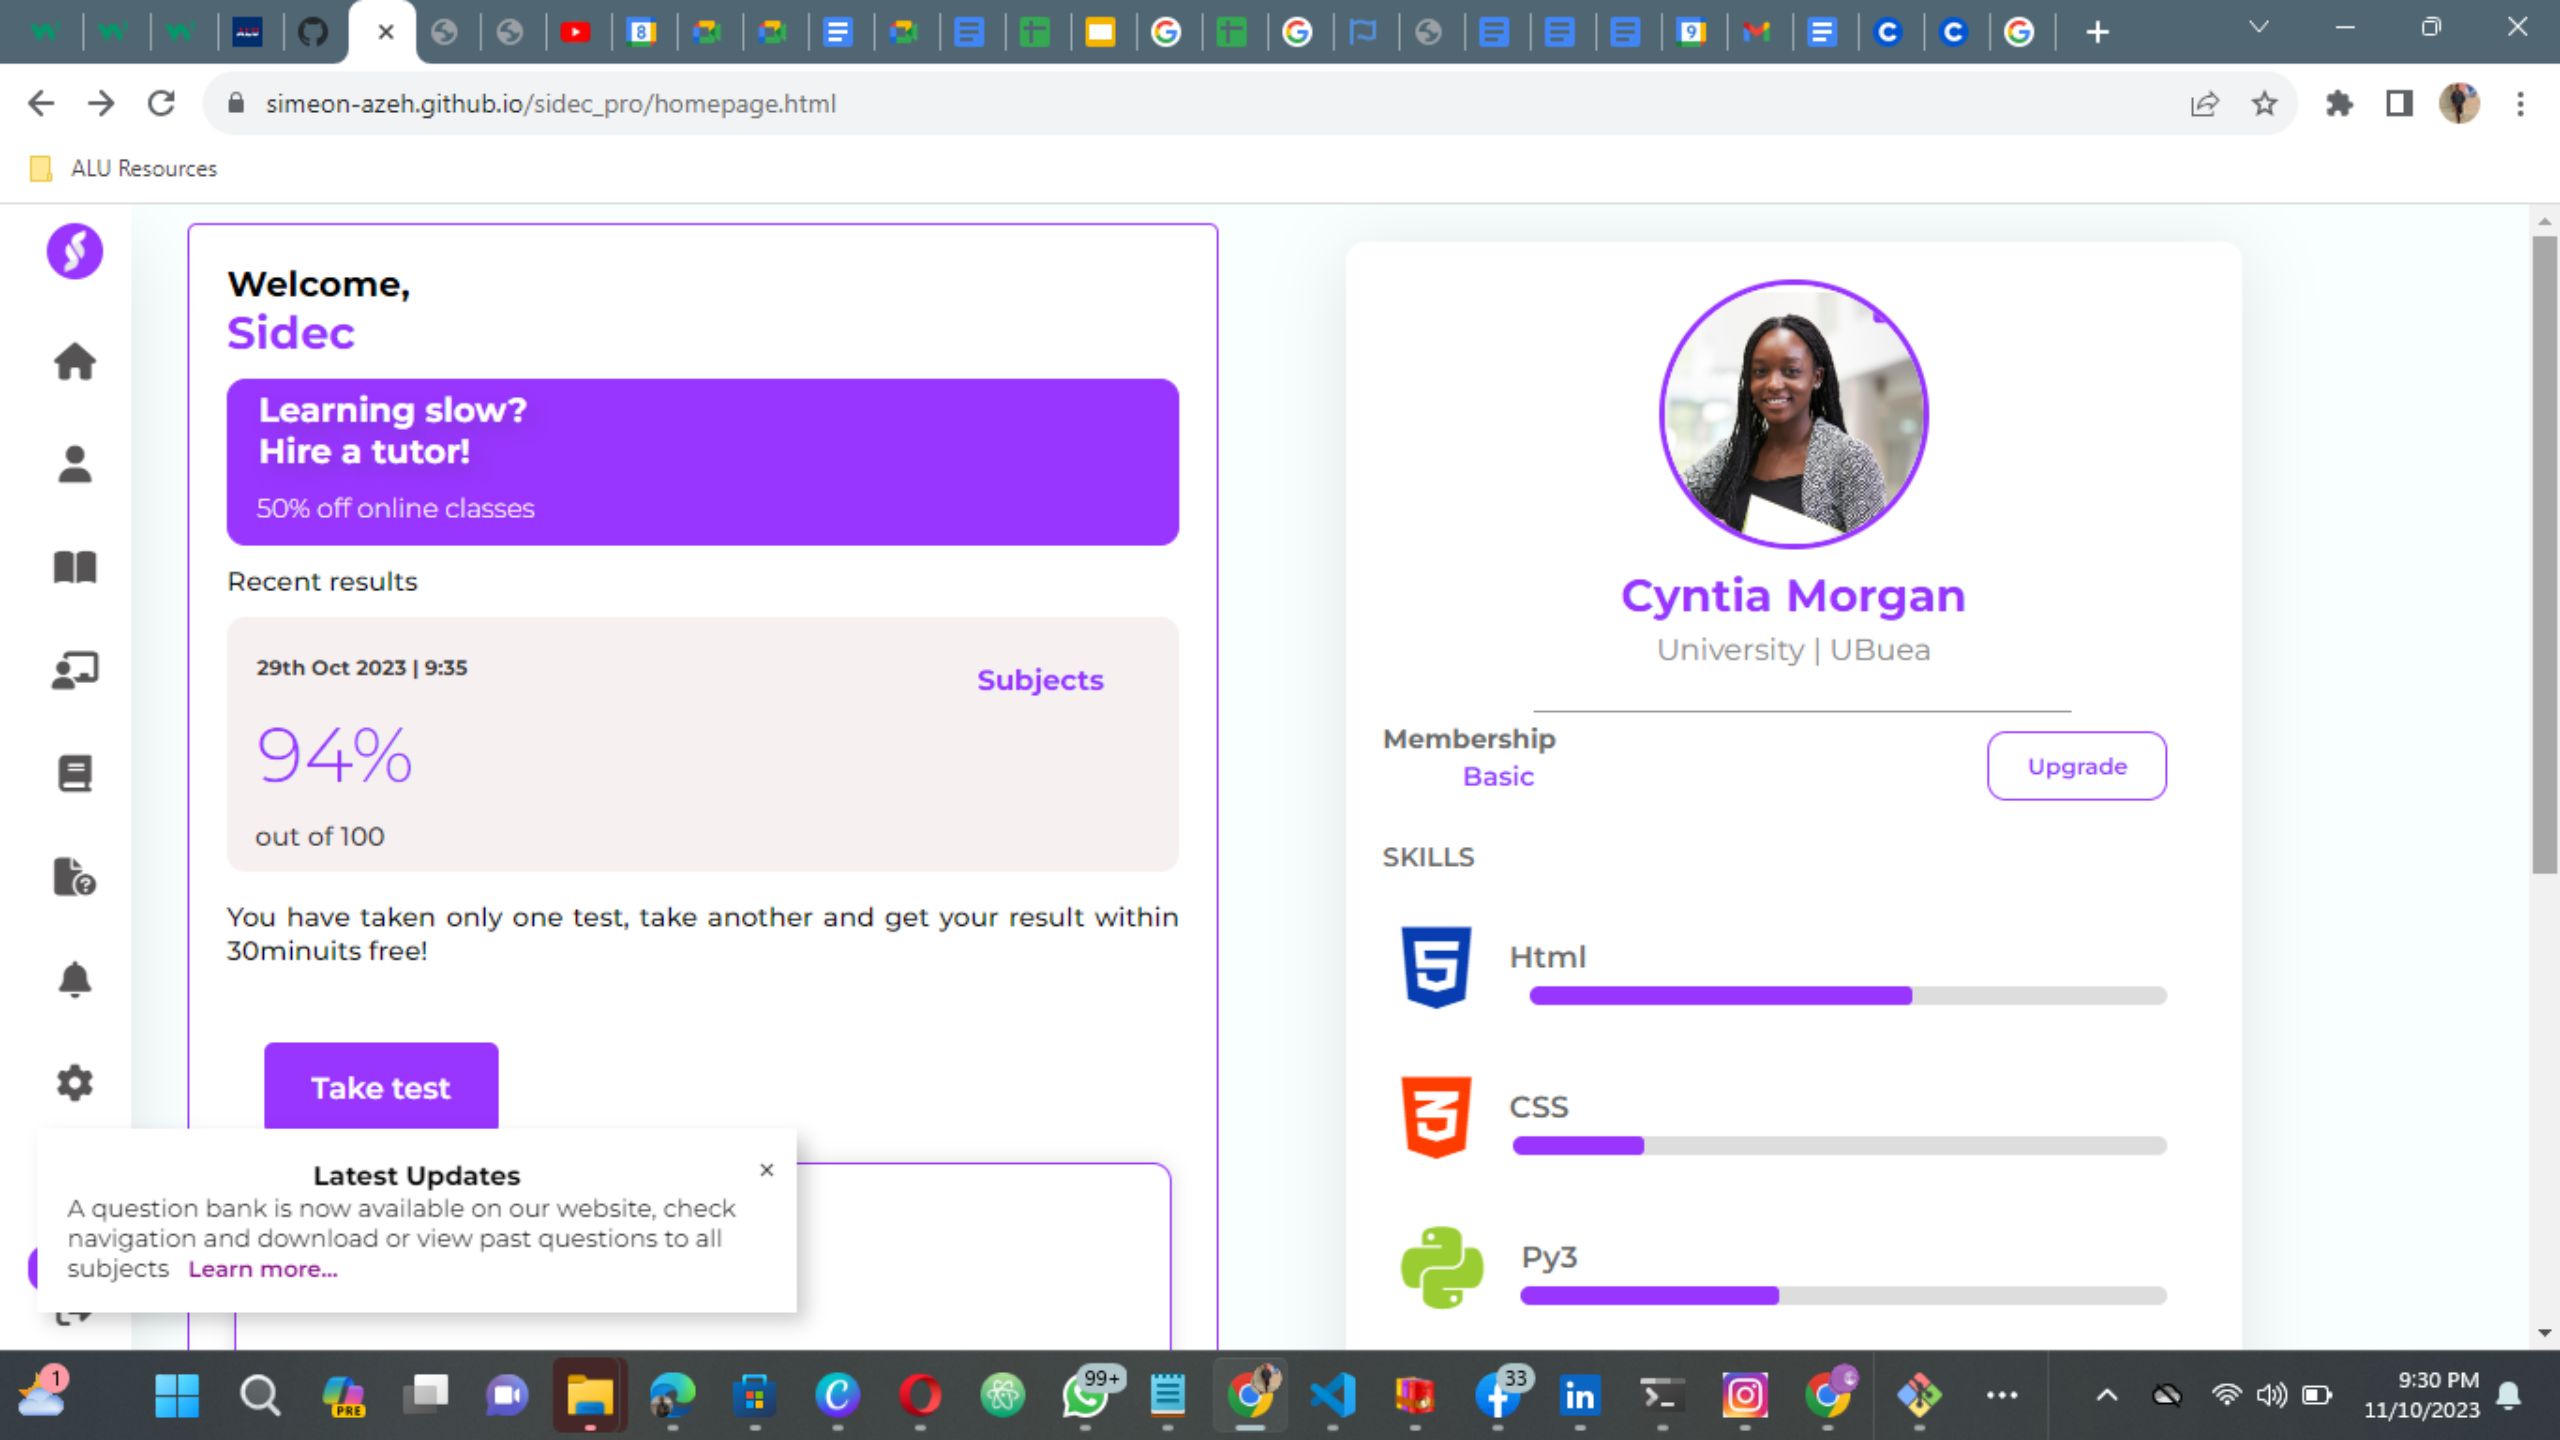 ALU
8
9
simeon-azeh.github.io/sidec_pro/homepage.html
ALU Resources
Welcome,
Sidec
Learning slow?
Hire a tutor!
50% off online classes
Recent results
29th Oct 2023 | 9:35
Subjects
94%
out of 100
You have taken only one test, take another and get your result within
30minuits free!
Take test
Latest Updates
A question bank is now available on our website, check
navigation and download or view past questions to all
subjects Learn more...
Cyntia Morgan
University | UBuea
Membership
Basic
Upgrade
SKILLS
Html
CSS
Py3
1
PRE
99+
33
9:30 PM
11/10/2023